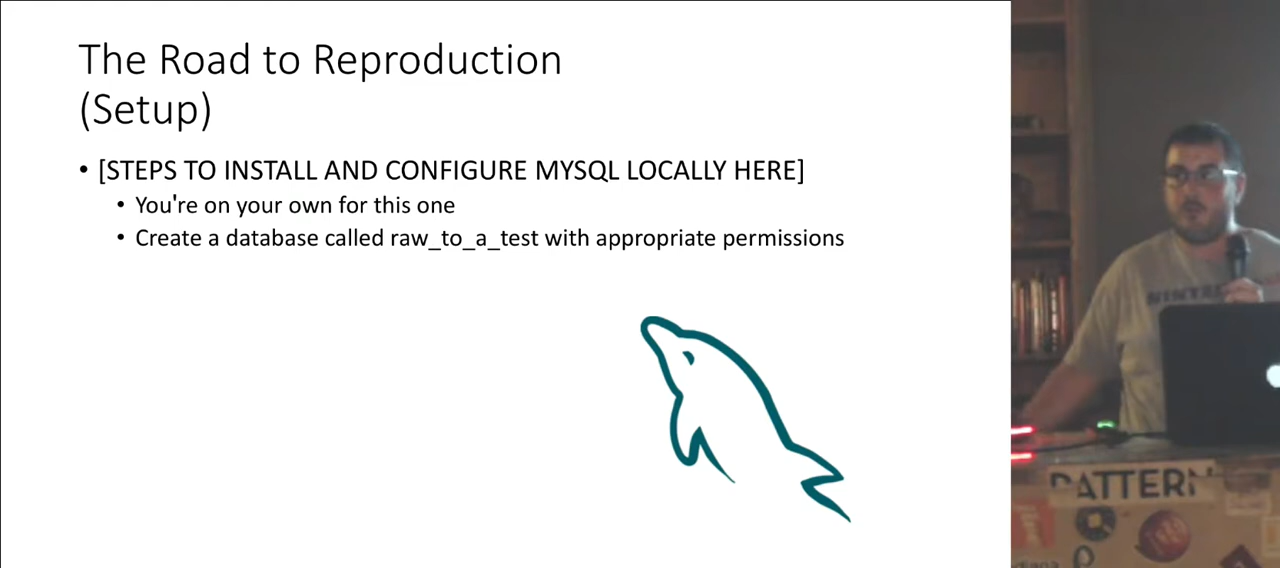 The Road to Reproduction
(Setup)
• [STEPS TO INSTALL AND CONFIGURE MYSQL LOCALLY HERE]
• You're on your own for this one
• Create a database called raw_to_a_test with appropriate permissions
PATTERN